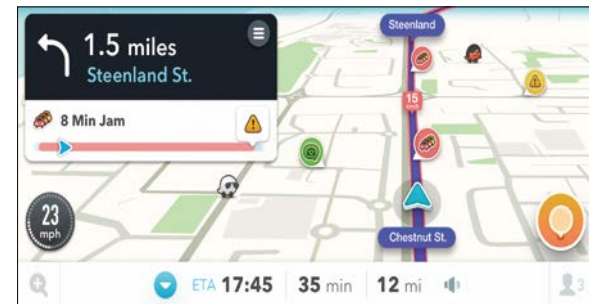 1.5 miles
Steenland St.
8 Min Jam
Steenland
15
Chestnut St.
23
mph
ETA 17:45
35 min
12 mi
3